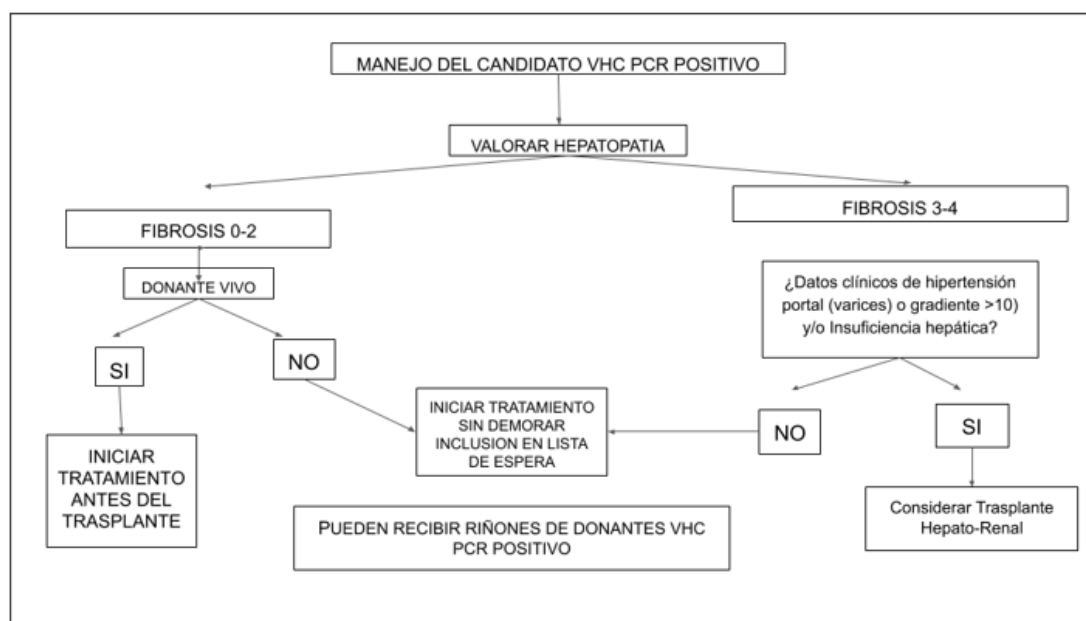 MANEJO DEL CANDIDATO VHC PCR POSITIVO
VALORAR HEPATOPATIA
FIBROSIS 0-2
FIBROSIS 3-4
DONANTE VIVO
¿Datos clínicos de hipertensión
portal (varices) o gradiente >10)
y/o Insuficiencia hepática?
SI
NO
NO
SI
INICIAR
TRATAMIENTO
ANTES DEL
TRASPLANTE
INICIAR TRATAMIENTO
SIN DEMORAR
INCLUSION EN LISTA
DE ESPERA
Considerar Trasplante
Hepato-Renal
PUEDEN RECIBIR RIÑONES DE DONANTES VHC
PCR POSITIVO